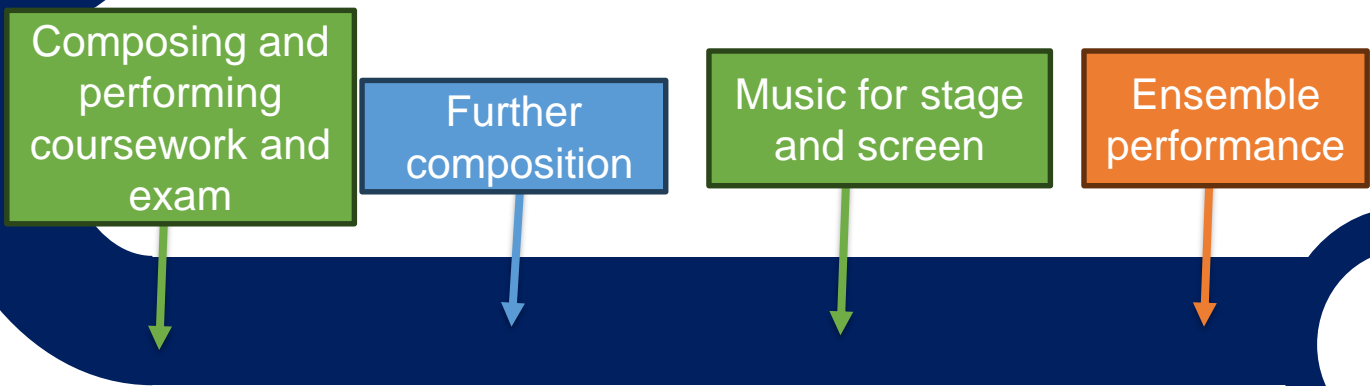 Composing and
performing
coursework and
exam
Further
composition
Music for stage
and screen
Ensemble
performance